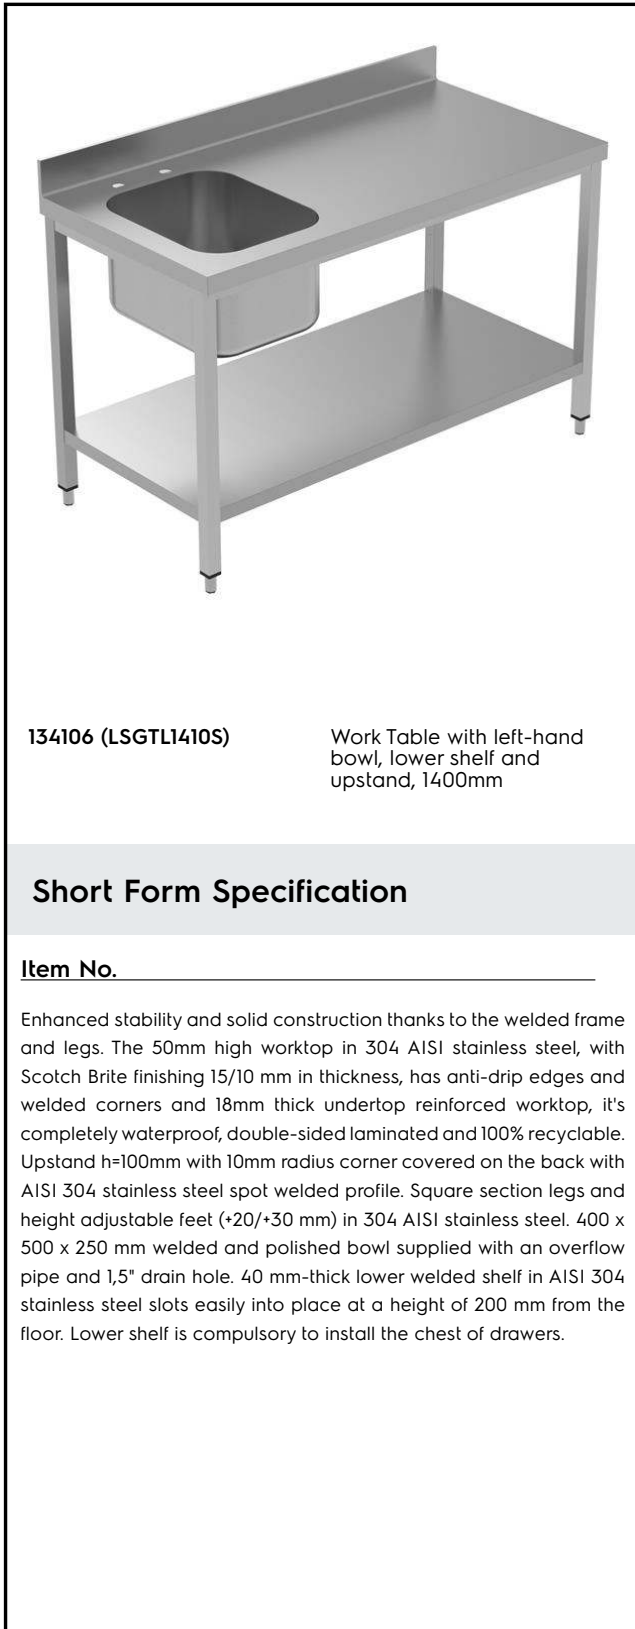 134106 (LSGTL1410S)
Work Table with left-hand
bowl, lower shelf and
upstand, 1400mm
Short Form Specification
Item No.
Enhanced stability and solid construction thanks to the welded frame
and legs. The 50mm high worktop in 304 AISI stainless steel, with
Scotch Brite finishing 15/10 mm in thickness, has anti-drip edges and
welded corners and 18mm thick undertop reinforced worktop, it's
completely waterproof, double-sided laminated and 100% recyclable.
Upstand h=100mm with 10mm radius corner covered on the back with
AISI 304 stainless steel spot welded profile. Square section legs and
height adjustable feet (+20/+30 mm) in 304 AISI stainless steel. 400 x
500 x 250 mm welded and polished bowl supplied with an overflow
pipe and 1,5" drain hole. 40 mm-thick lower welded shelf in AISI 304
stainless steel slots easily into place at a height of 200 mm from the
floor. Lower shelf is compulsory to install the chest of drawers.